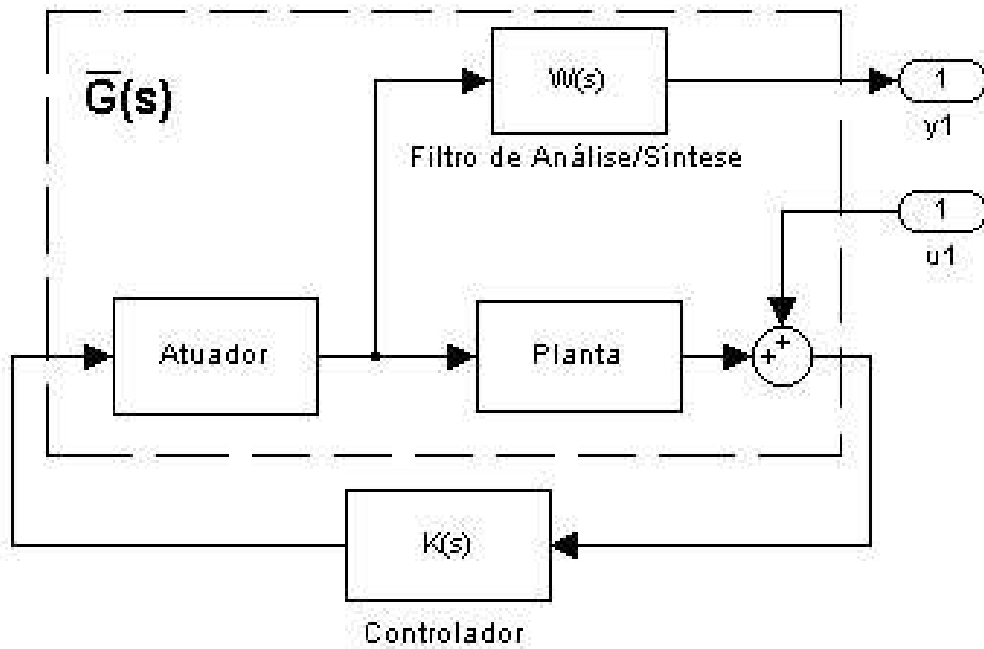 W(s)
1
y1
G̅(s)
Filtro de Análise/Síntese
1
u1
Atuador
Planta
+
+
K(s)
Controlador